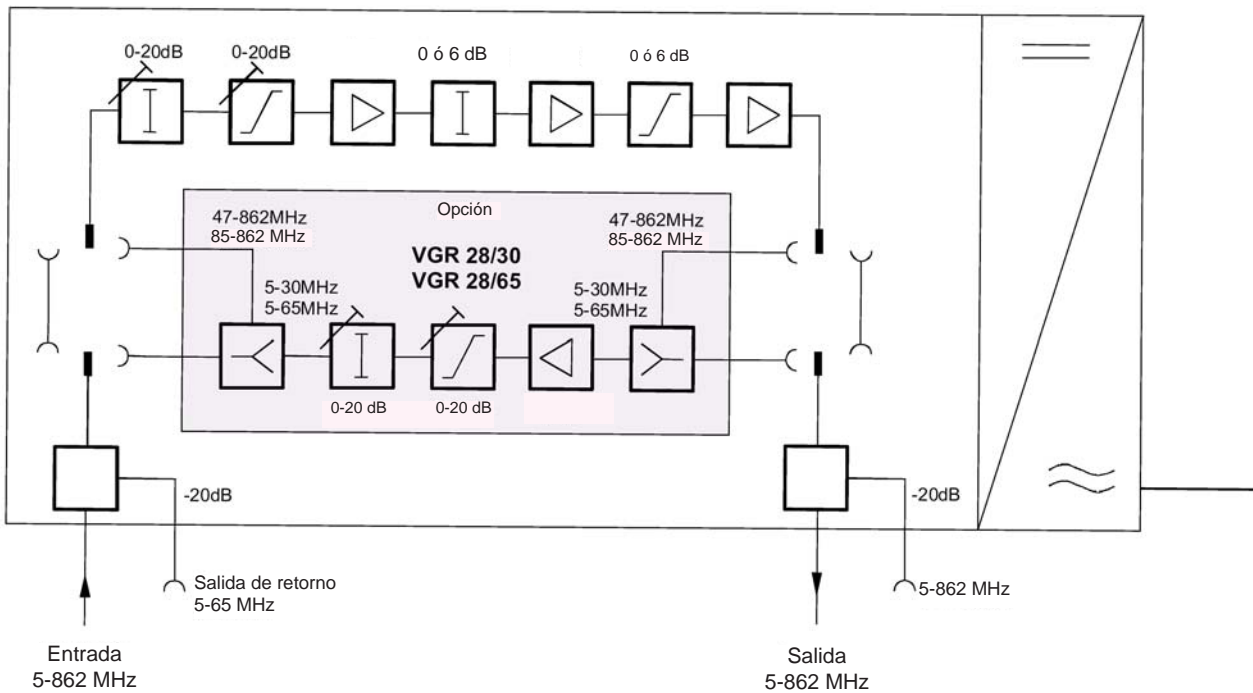 0-20dB
0-20dB
0 ó 6 dB
0 ó 6 dB
Opción
47-862MHz
85-862 MHz
47-862MHz
85-862 MHz
VGR 28/30
VGR 28/65
5-30MHz
5-65MHz
5-30MHz
5-65MHz
0-20 dB
0-20 dB
-20dB
-20dB
Salida de retorno
5-65 MHz
5-862 MHz
Entrada
5-862 MHz
Salida
5-862 MHz